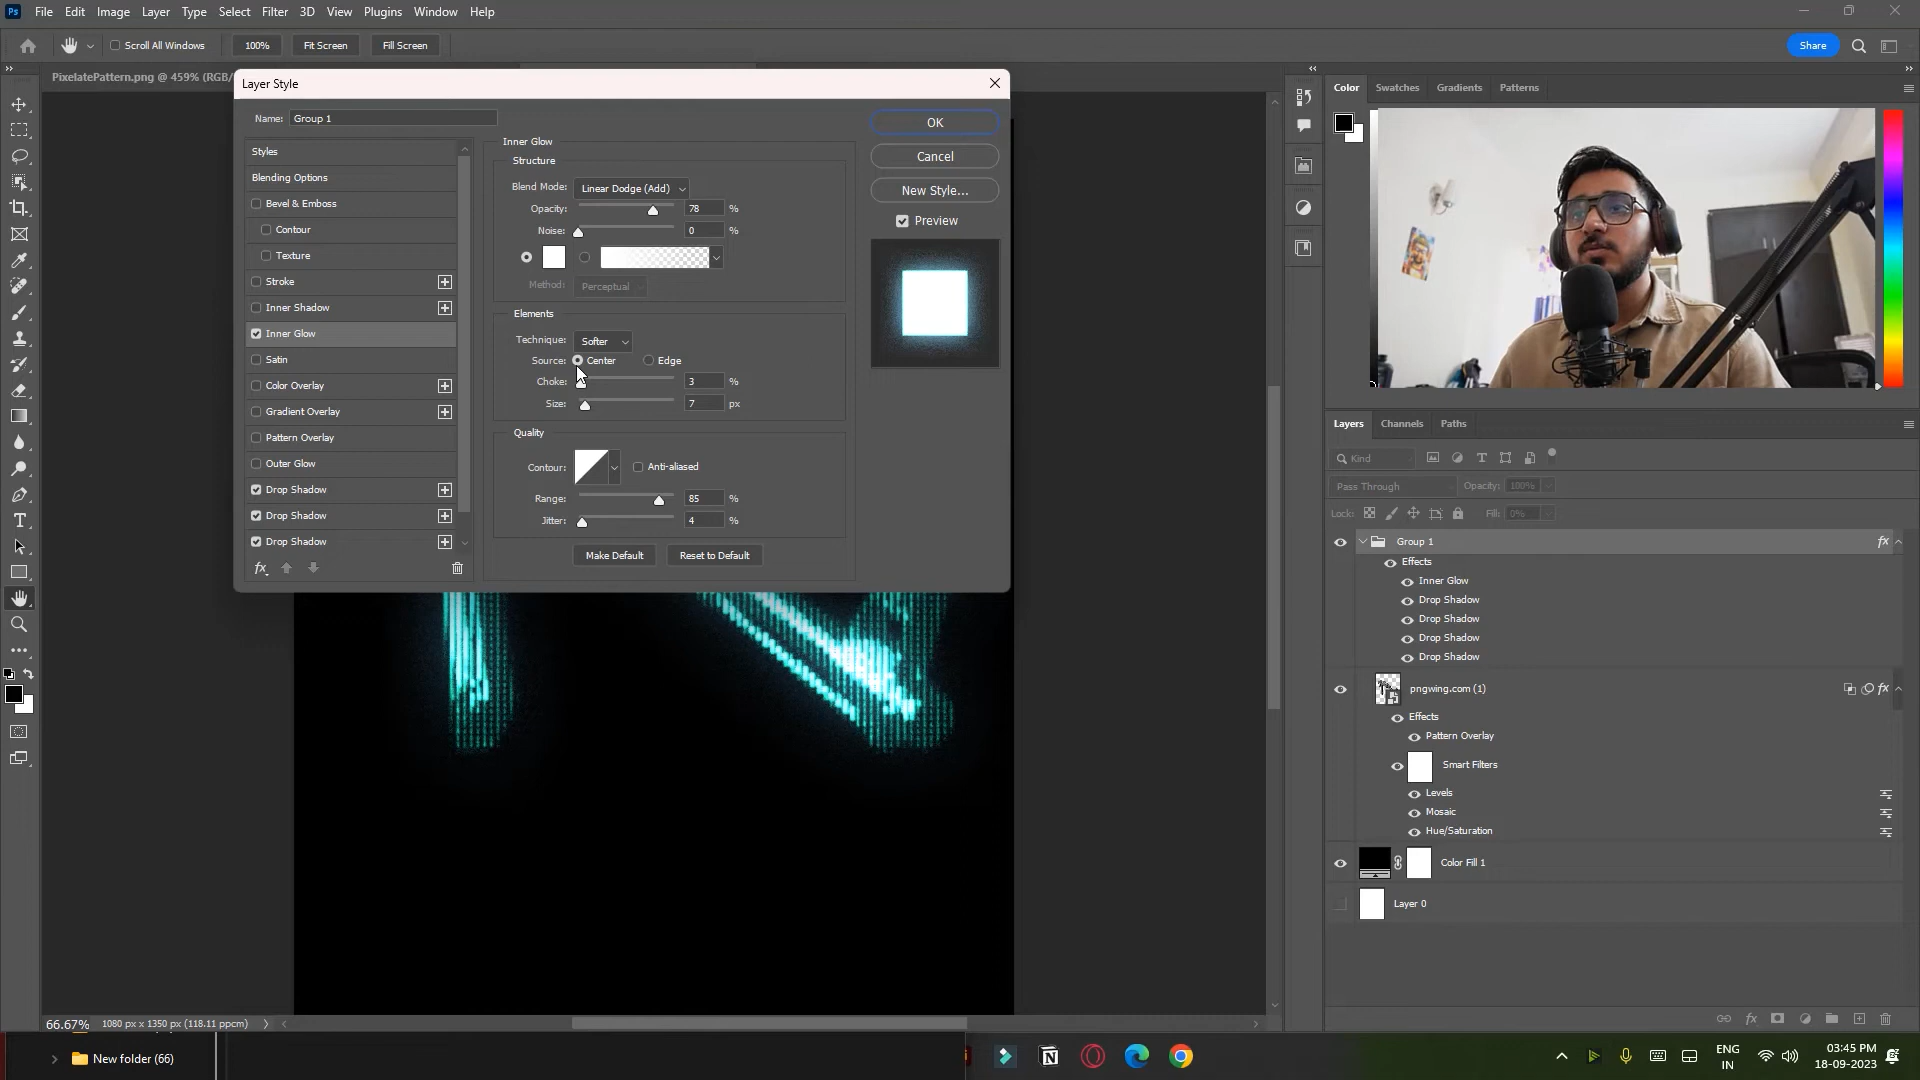 Ps File Edit Image Layer Type Select Filter 3D View Plugins Window Help
Scroll All Windows 100% Fit Screen Fill Screen Share
PixelatePattern.png @ 459% (RGB/
Layer Style
Name: Group 1
OK
Cancel
New Style...
Preview
Styles
Blending Options
Bevel & Emboss
Contour
Texture
Stroke
Inner Shadow
Inner Glow
Satin
Color Overlay
Gradient Overlay
Pattern Overlay
Outer Glow
Drop Shadow
Drop Shadow
Drop Shadow
fx
Inner Glow
Structure
Blend Mode: Linear Dodge (Add)
Opacity: 78 %
Noise: 0 %
Method: Perceptual
Elements
Technique: Softer
Source: Center Edge
Choke: 3 %
Size: 7 px
Quality
Contour: Anti-aliased
Range: 85 %
Jitter: 4 %
Make Default Reset to Default
Color Swatches Gradients Patterns
Layers Channels Paths
Kind
Pass Through Opacity: 100%
Lock: Fill: 0%
Group 1 fx
Effects
Inner Glow
Drop Shadow
Drop Shadow
Drop Shadow
Drop Shadow
pngwing.com (1) fx
Effects
Pattern Overlay
Smart Filters
Levels
Mosaic
Hue/Saturation
Color Fill 1
Layer 0
fx
66.67% 1080 px x 1350 px (118.11 ppcm)
New folder (66)
ENG
IN
03:45 PM
18-09-2023